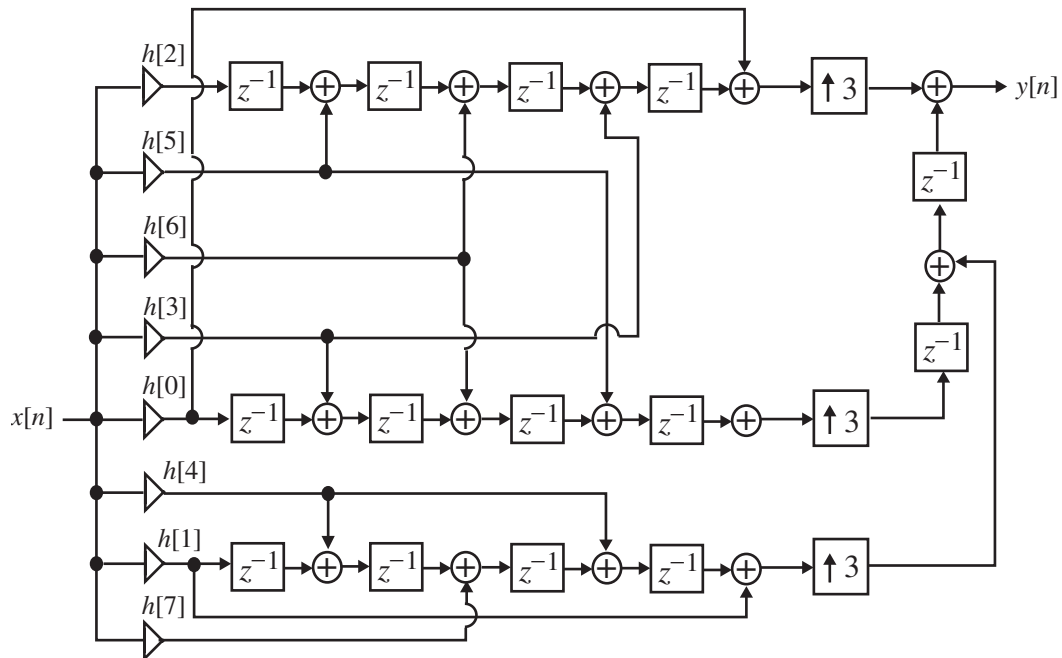 h[2]
z⁻¹ z⁻¹ z⁻¹ z⁻¹ ↑ 3 y[n]
h[5]
z⁻¹
h[6]
h[3]
z⁻¹
h[0]
x[n] z⁻¹ z⁻¹ z⁻¹ z⁻¹ ↑ 3
h[4]
h[1]
z⁻¹ z⁻¹ z⁻¹ z⁻¹ ↑ 3
h[7]